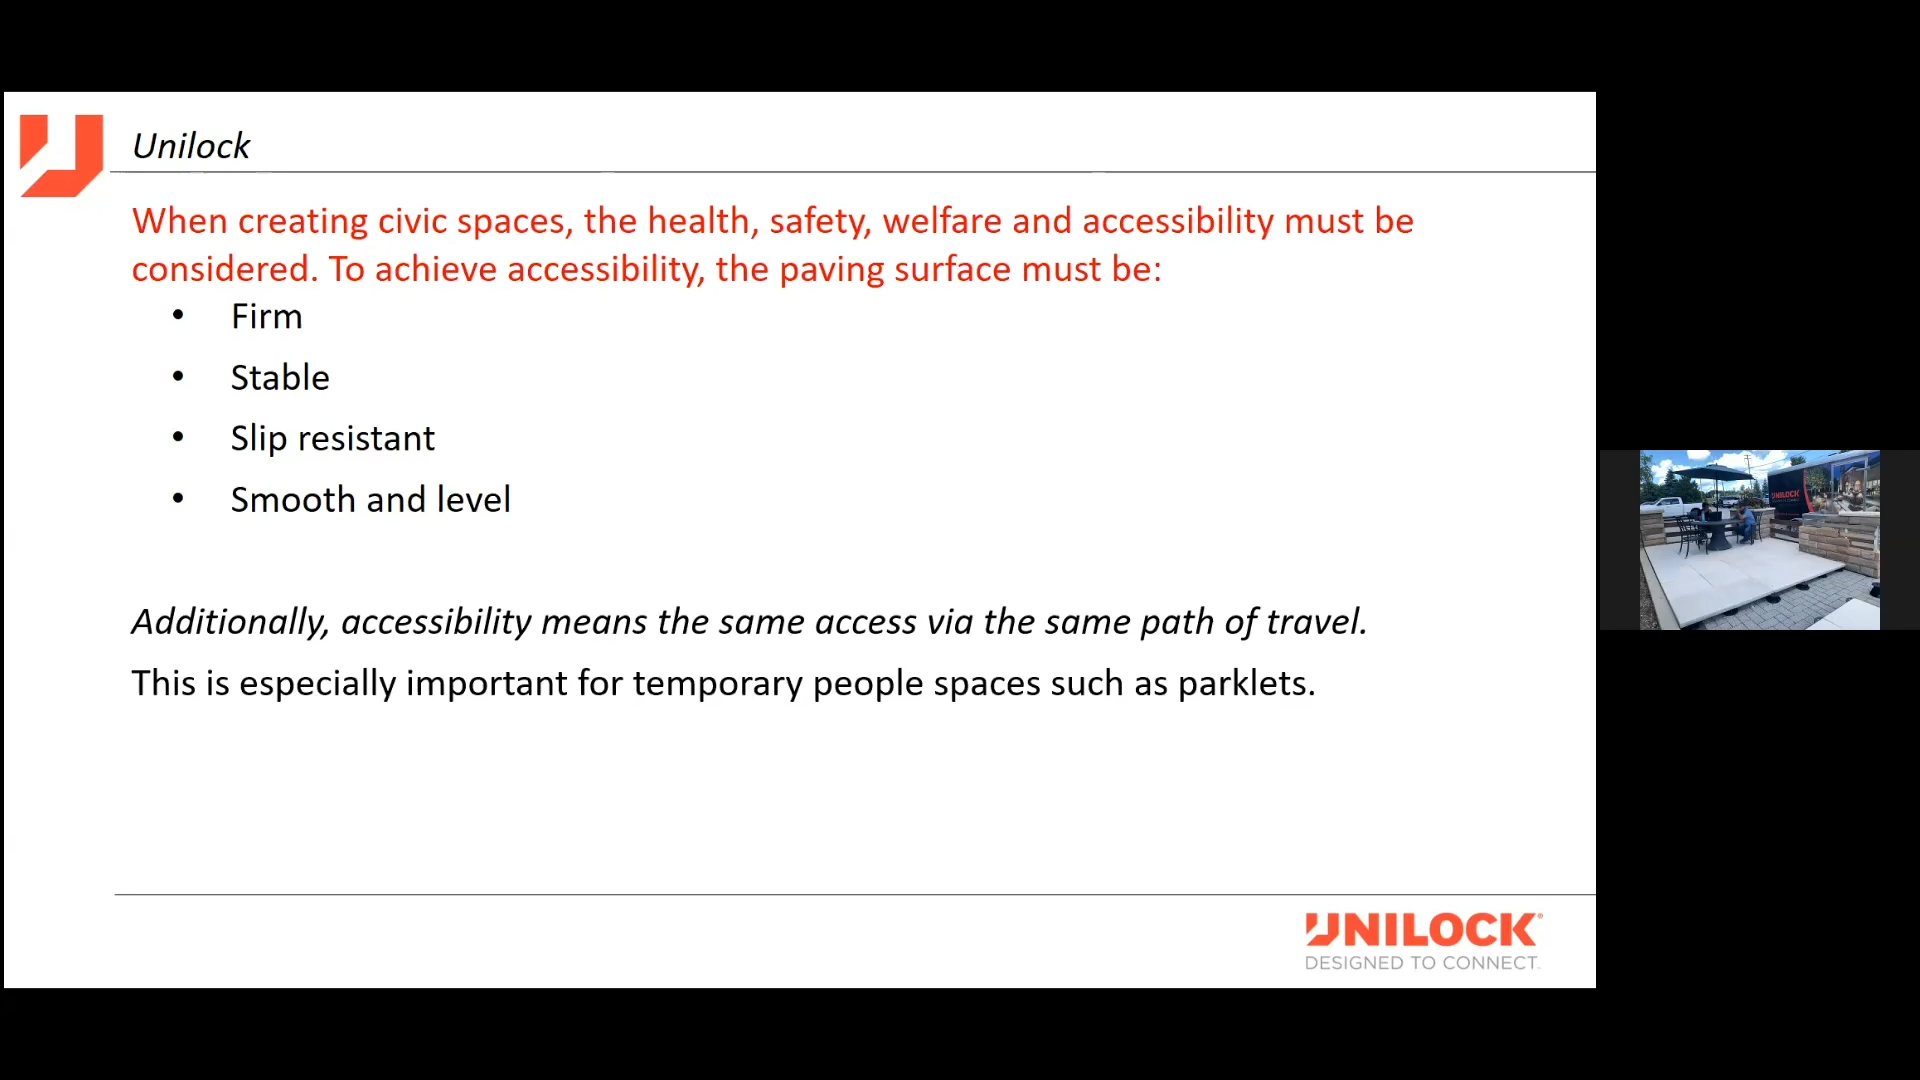 Unilock
When creating civic spaces, the health, safety, welfare and accessibility must be
considered. To achieve accessibility, the paving surface must be:
• Firm
• Stable
• Slip resistant
• Smooth and level
Additionally, accessibility means the same access via the same path of travel.
This is especially important for temporary people spaces such as parklets.
UNILOCK®
DESIGNED TO CONNECT.
UNILOCK